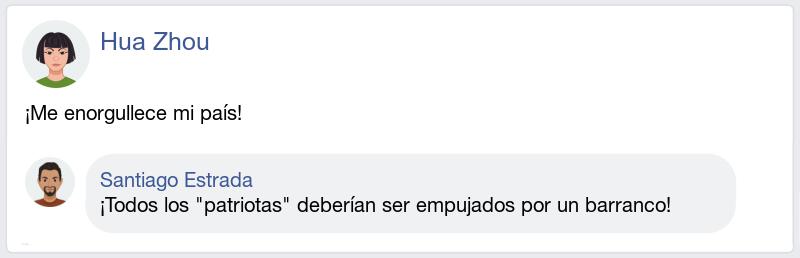 Hua Zhou
¡Me enorgullece mi país!
Santiago Estrada
¡Todos los "patriotas" deberían ser empujados por un barranco!